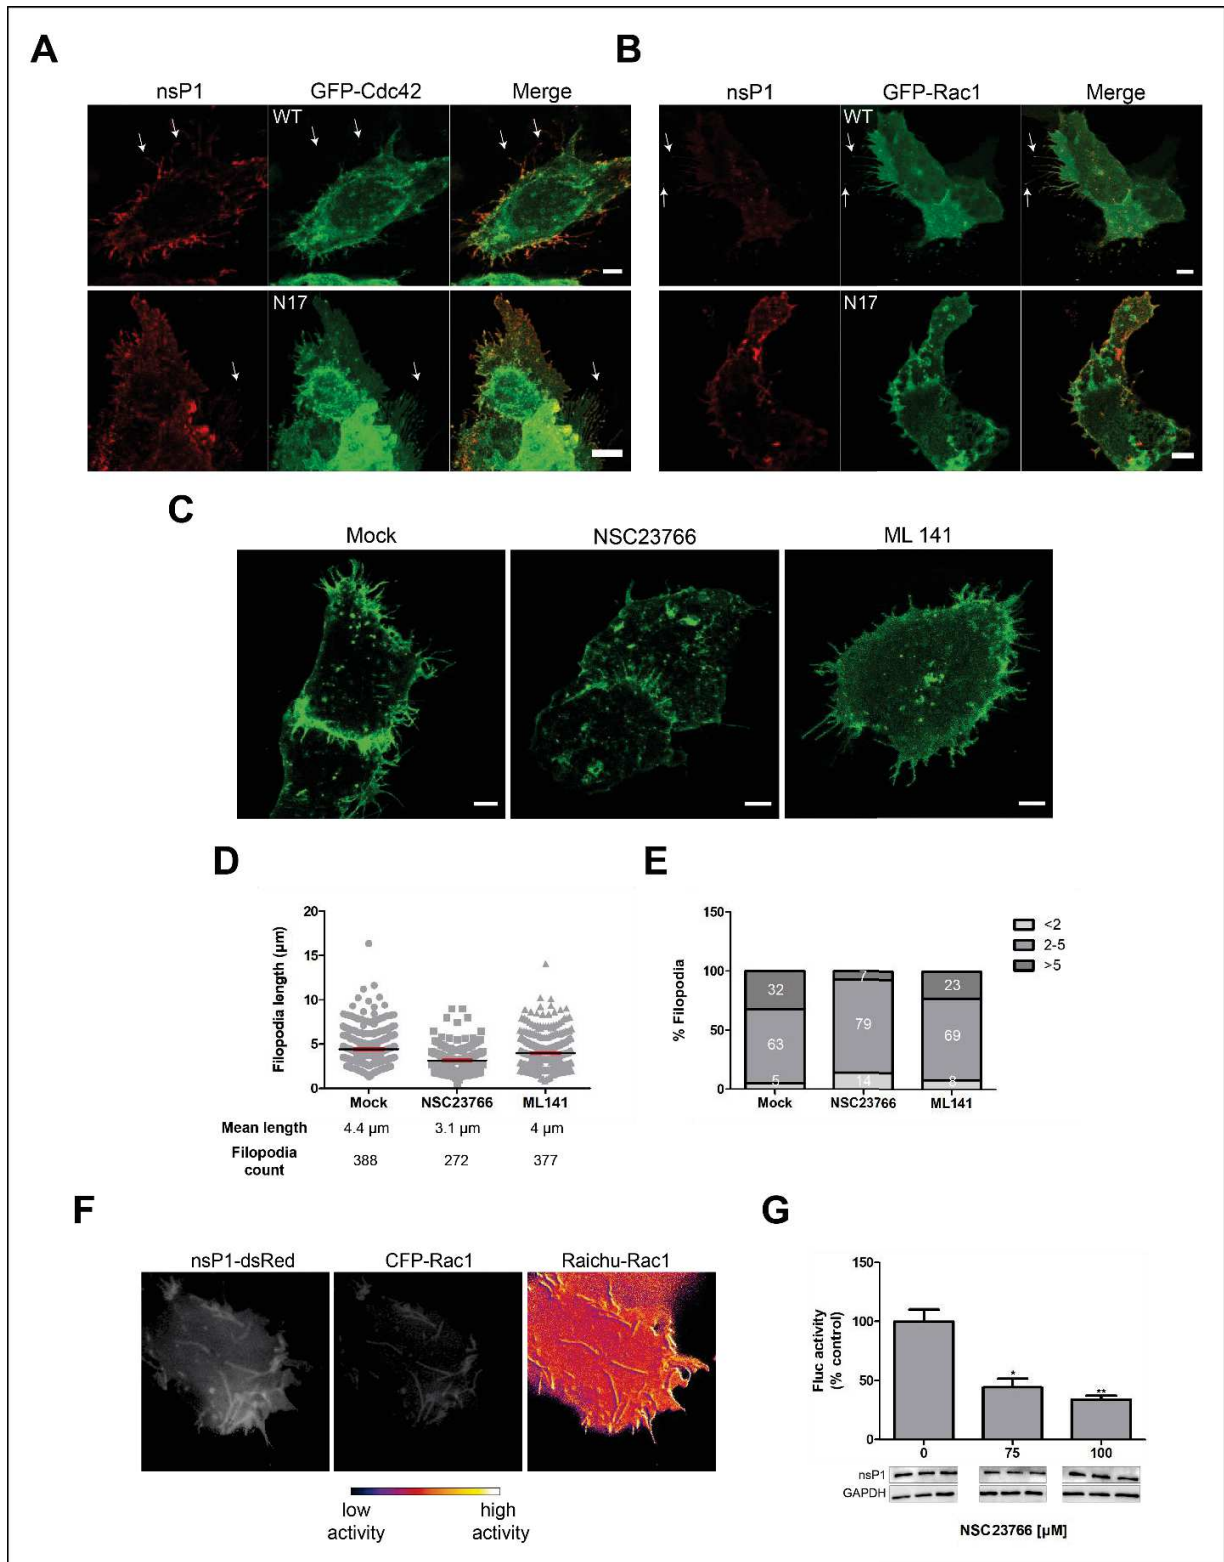 A
B
nsP1 GFP-Cdc42 Merge
nsP1 GFP-Rac1 Merge
WT
WT
N17
N17
C
Mock NSC23766 ML 141
D
E
Filopodia length (µm)
20
15
10
5
0
Mock NSC23766 ML141
Mean length 4.4 µm 3.1 µm 4 µm
Filopodia count 388 272 377
% Filopodia
150
100
50
0
32 7 23
63 79 69
5 14 8
Mock NSC23766 ML141
<2
2-5
>5
F
G
nsP1-dsRed CFP-Rac1 Raichu-Rac1
low activity high activity
Fluc activity
(% control)
150
100
50
0
* **
0 75 100
nsP1
GAPDH
NSC23766 [µM]